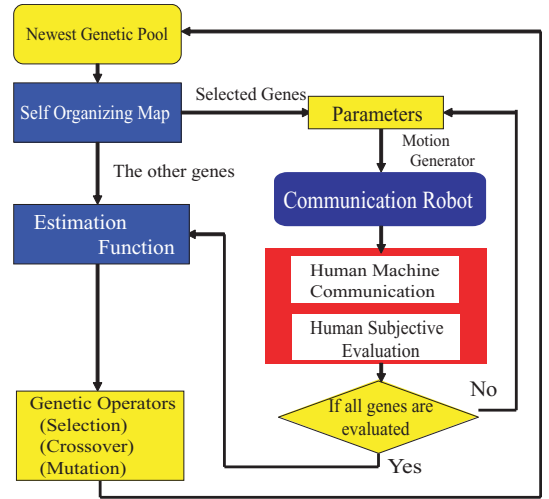 Newest Genetic Pool
Self Organizing Map
Selected Genes
Parameters
Motion
Generator
The other genes
Communication Robot
Estimation
Function
Human Machine
Communication
Human Subjective
Evaluation
If all genes are
evaluated
No
Yes
Genetic Operators
(Selection)
(Crossover)
(Mutation)